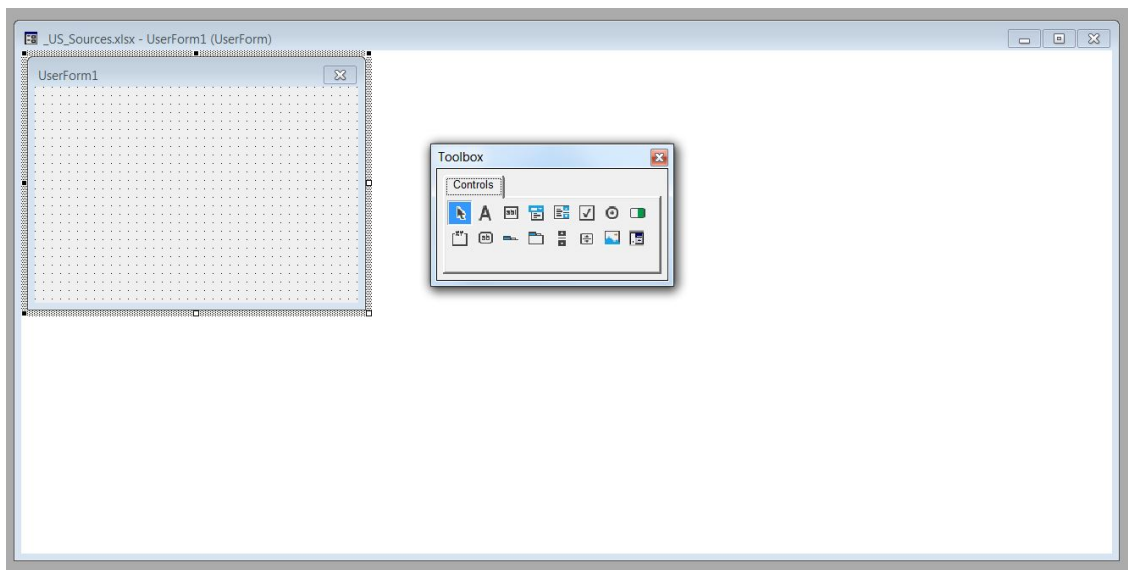 _US_Sources.xlsx - UserForm1 (UserForm)
UserForm1
Toolbox
Controls